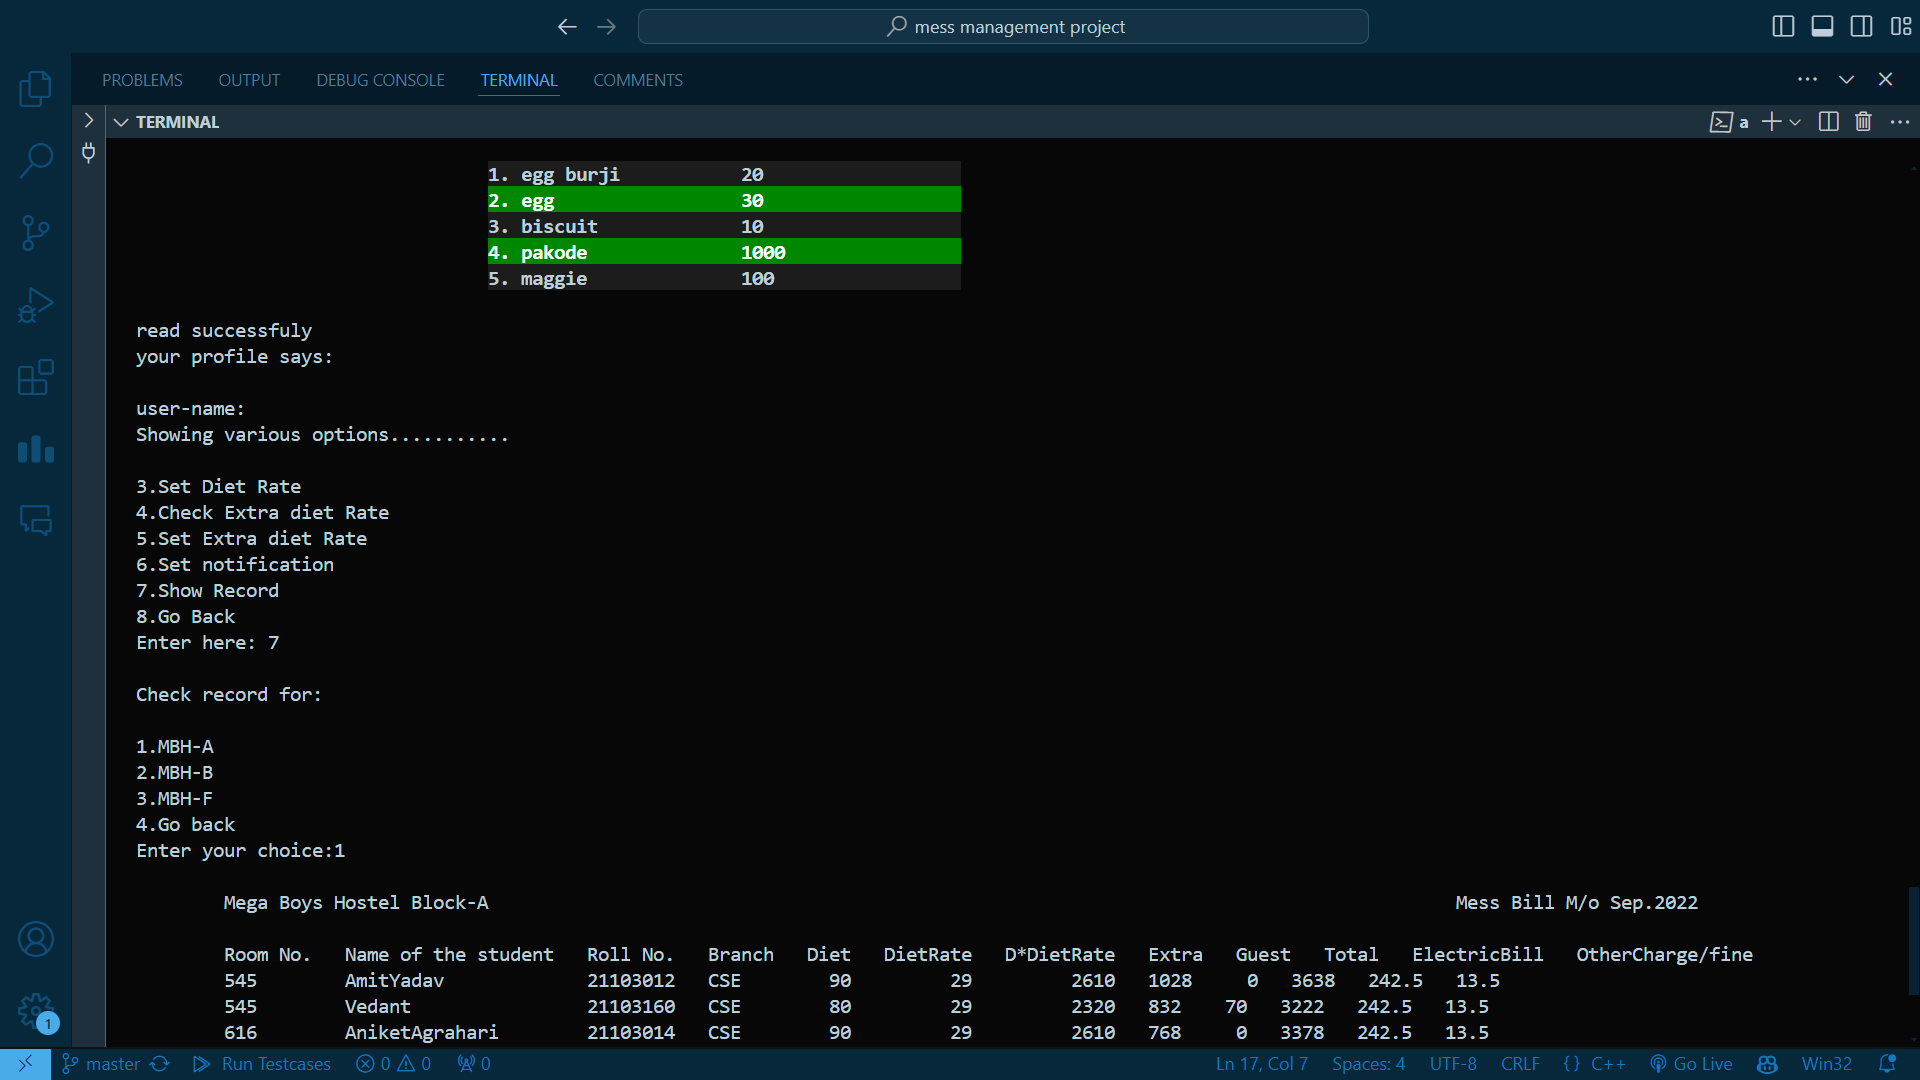 mess management project
PROBLEMS OUTPUT DEBUG CONSOLE TERMINAL COMMENTS
TERMINAL
a
1. egg burji 20
2. egg 30
3. biscuit 10
4. pakode 1000
5. maggie 100
read successfuly
your profile says:
user-name:
Showing various options...........
3.Set Diet Rate
4.Check Extra diet Rate
5.Set Extra diet Rate
6.Set notification
7.Show Record
8.Go Back
Enter here: 7
Check record for:
1.MBH-A
2.MBH-B
3.MBH-F
4.Go back
Enter your choice:1
Mega Boys Hostel Block-A Mess Bill M/o Sep.2022
Room No. Name of the student Roll No. Branch Diet DietRate D*DietRate Extra Guest Total ElectricBill OtherCharge/fine
545 AmitYadav 21103012 CSE 90 29 2610 1028 0 3638 242.5 13.5
545 Vedant 21103160 CSE 80 29 2320 832 70 3222 242.5 13.5
616 AniketAgrahari 21103014 CSE 90 29 2610 768 0 3378 242.5 13.5
1
master Run Testcases 0 0 0 Ln 17, Col 7 Spaces: 4 UTF-8 CRLF {} C++ Go Live Win32